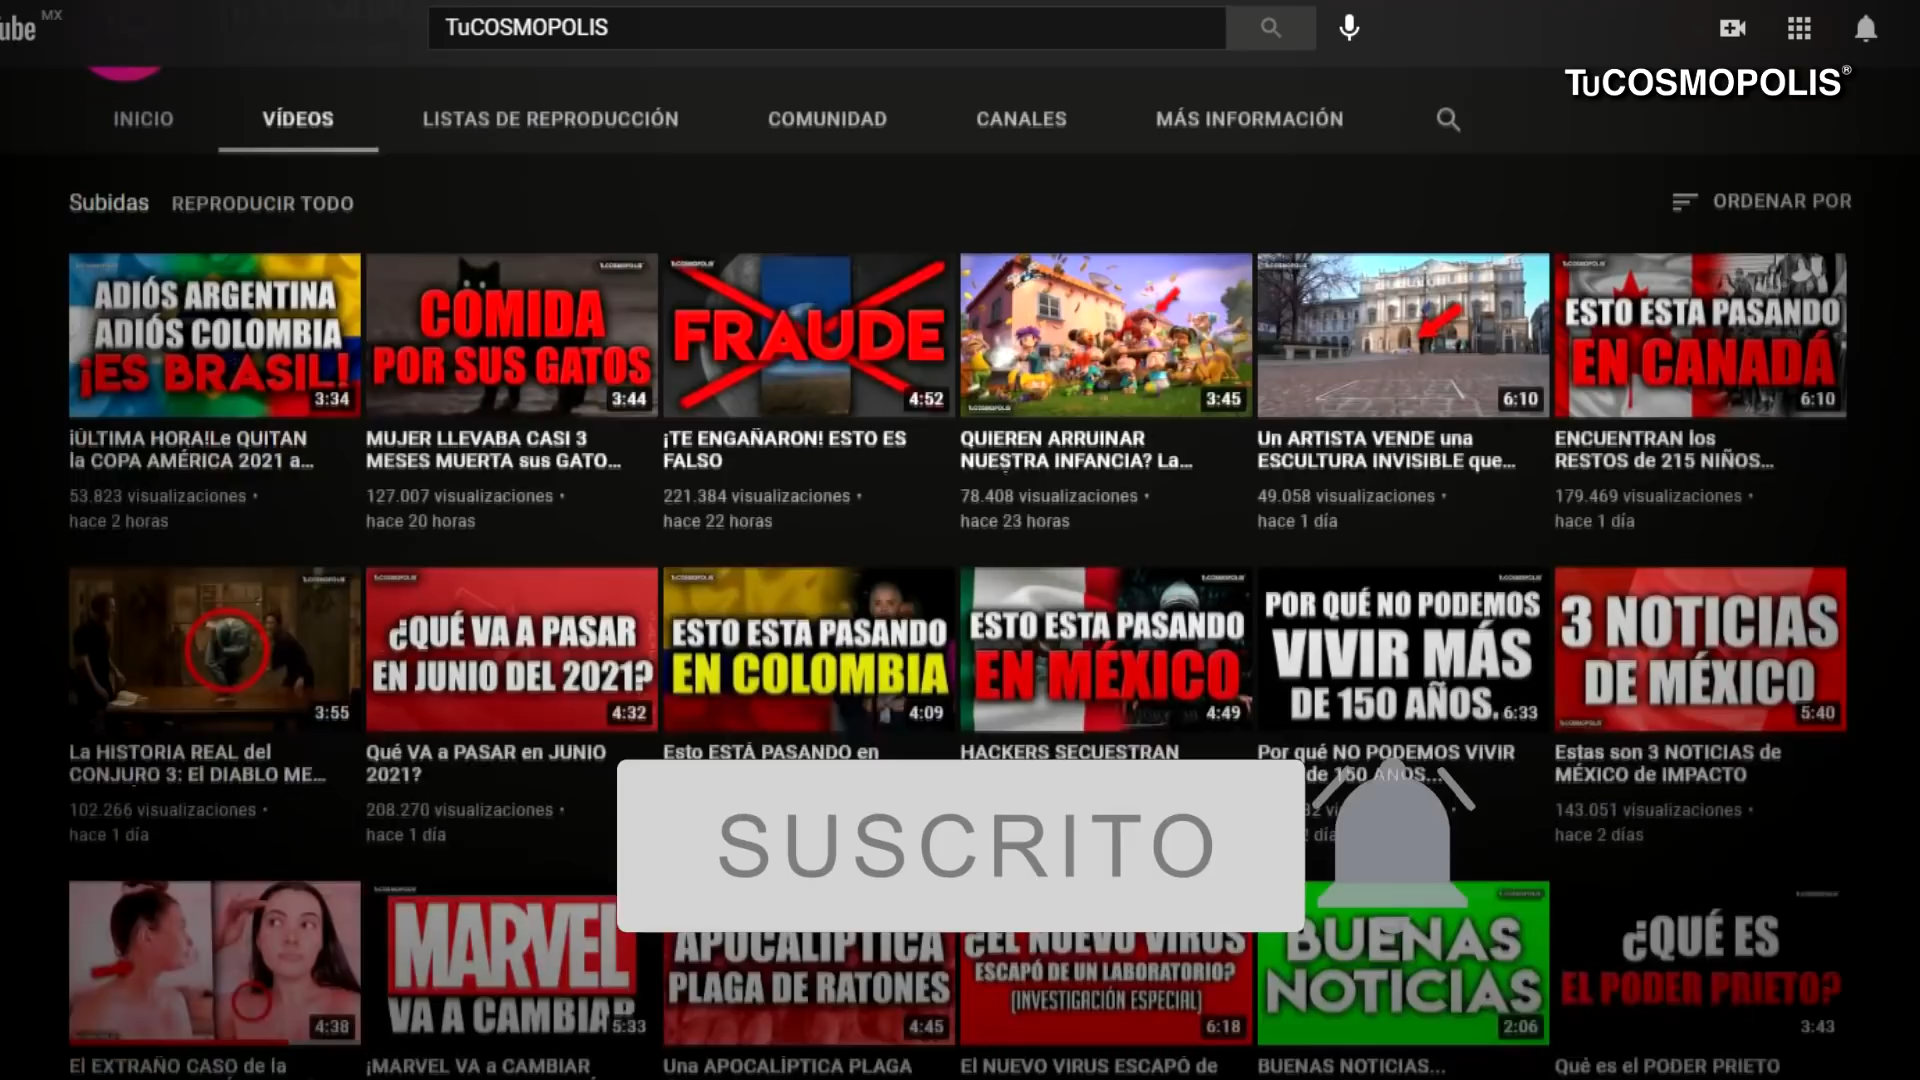 ube MX
TuCOSMOPOLIS
TuCOSMOPOLIS®
INICIO VÍDEOS LISTAS DE REPRODUCCIÓN COMUNIDAD CANALES MÁS INFORMACIÓN
Subidas REPRODUCIR TODO ORDENAR POR
ADIÓS ARGENTINA
ADIÓS COLOMBIA
¡ES BRASIL!
3:34
COMIDA
POR SUS GATOS
3:44
FRAUDE
4:52
3:45
6:10
ESTO ESTA PASANDO
EN CANADÁ
6:10
¡ÚLTIMA HORA!Le QUITAN
la COPA AMÉRICA 2021 a...
53.823 visualizaciones •
hace 2 horas
MUJER LLEVABA CASI 3
MESES MUERTA sus GATO...
127.007 visualizaciones •
hace 20 horas
¡TE ENGAÑARON! ESTO ES
FALSO
221.384 visualizaciones •
hace 22 horas
QUIEREN ARRUINAR
NUESTRA INFANCIA? La...
78.408 visualizaciones •
hace 23 horas
Un ARTISTA VENDE una
ESCULTURA INVISIBLE que...
49.058 visualizaciones •
hace 1 día
ENCUENTRAN los
RESTOS de 215 NIÑOS...
179.469 visualizaciones •
hace 1 día
3:55
¿QUÉ VA A PASAR
EN JUNIO DEL 2021?
4:32
ESTO ESTA PASANDO
EN COLOMBIA
4:09
ESTO ESTA PASANDO
EN MÉXICO
4:49
POR QUÉ NO PODEMOS
VIVIR MÁS
DE 150 AÑOS.
6:33
3 NOTICIAS
DE MÉXICO
5:40
La HISTORIA REAL del
CONJURO 3: El DIABLO ME...
102.266 visualizaciones •
hace 1 día
Qué VA a PASAR en JUNIO
2021?
208.270 visualizaciones •
hace 1 día
Esto ESTÁ PASANDO en
HACKERS SECUESTRAN
Por qué NO PODEMOS VIVIR
de 150 AÑOS...
Estas son 3 NOTICIAS de
MÉXICO de IMPACTO
143.051 visualizaciones •
hace 2 días
SUSCRITO
4:38
MARVEL
VA A CAMBIAR
5:33
APOCALÍPTICA
PLAGA DE RATONES
4:45
¿EL NUEVO VIRUS
ESCAPÓ DE UN LABORATORIO?
[INVESTIGACIÓN ESPECIAL]
6:18
BUENAS
NOTICIAS
2:06
¿QUÉ ES
EL PODER PRIETO?
3:43
El EXTRAÑO CASO de la
¡MARVEL VA a CAMBIAR
Una APOCALÍPTICA PLAGA
El NUEVO VIRUS ESCAPÓ de
BUENAS NOTICIAS...
Qué es el PODER PRIETO